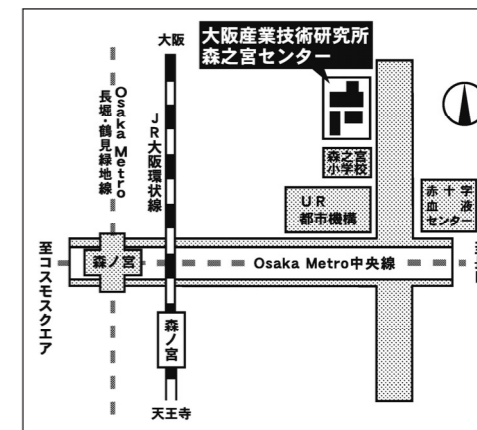 大阪
大阪産業技術研究所
森之宮センター
Osaka Metro
長堀・鶴見緑地線
JR大阪環状線
森之宮
小学校
UR
都市機構
赤十字
血液
センター
至コスモスクエア
森ノ宮
Osaka Metro中央線
森ノ宮
天王寺